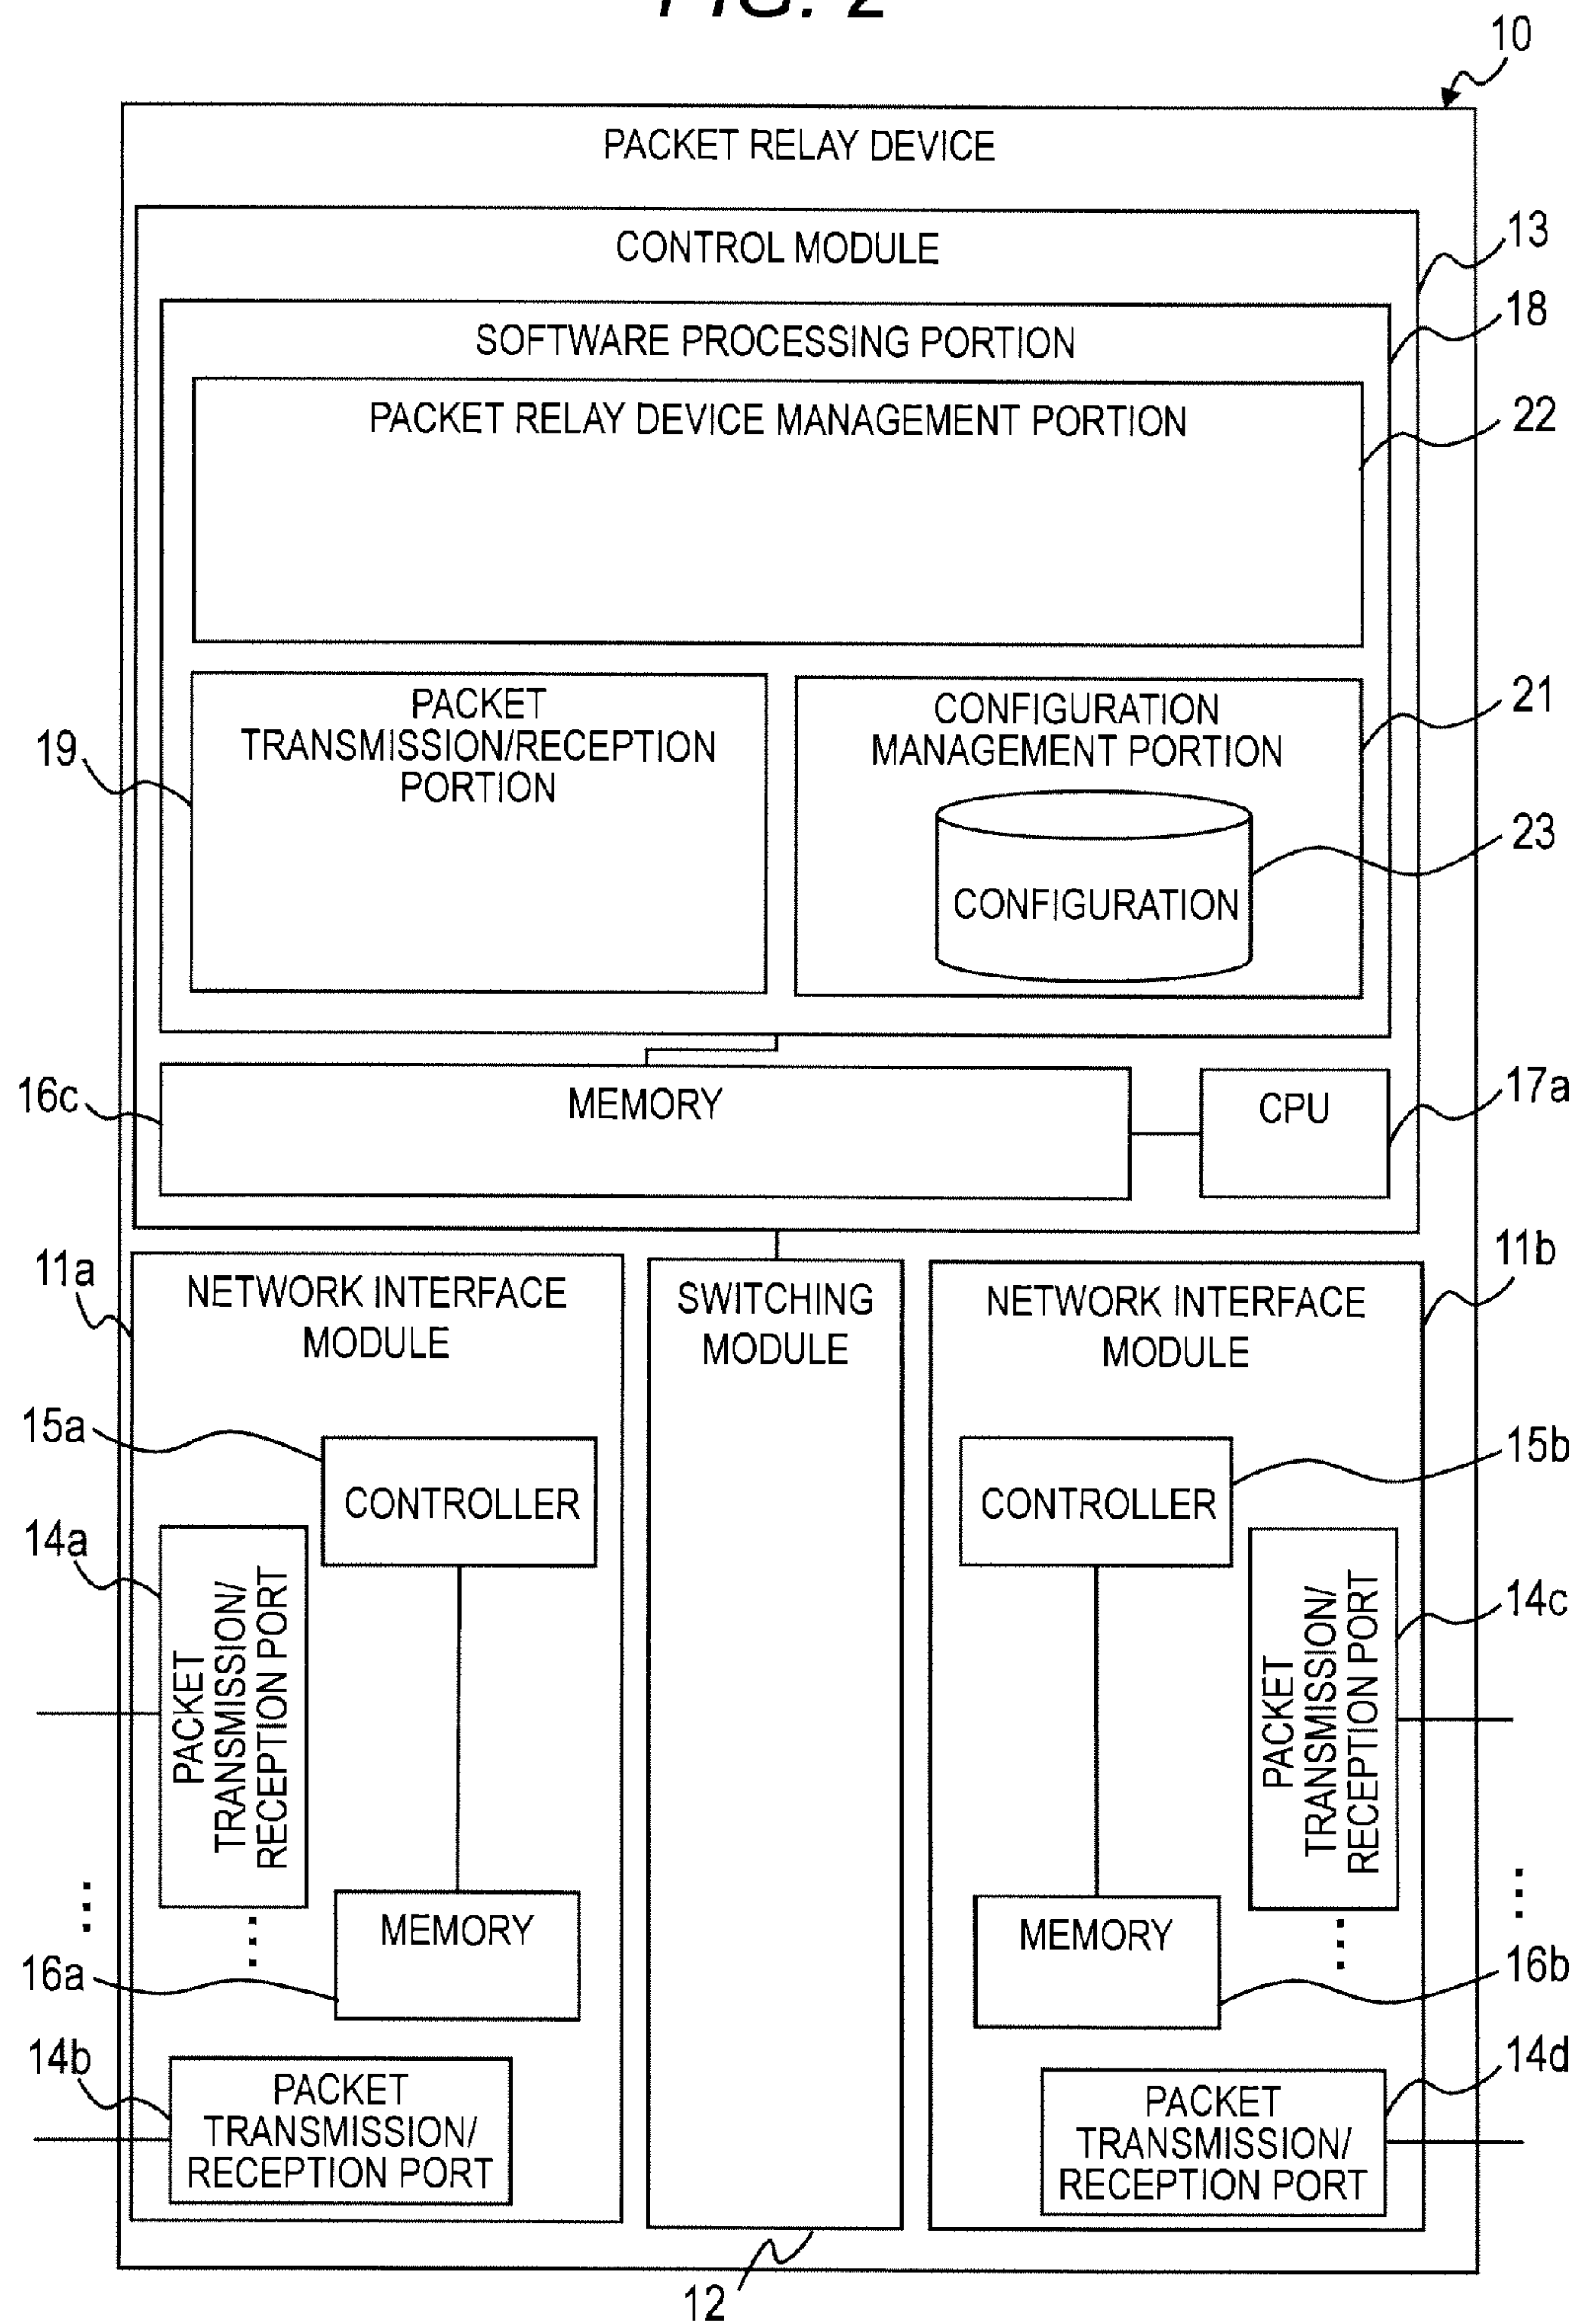 FIG. 2
10
PACKET RELAY DEVICE
CONTROL MODULE
13
SOFTWARE PROCESSING PORTION
18
PACKET RELAY DEVICE MANAGEMENT PORTION
22
PACKET
TRANSMISSION/RECEPTION
PORTION
19
CONFIGURATION
MANAGEMENT PORTION
21
CONFIGURATION
23
16c
MEMORY
CPU
17a
11a
NETWORK INTERFACE
MODULE
SWITCHING
MODULE
NETWORK INTERFACE
MODULE
11b
15a
CONTROLLER
CONTROLLER
15b
14a
PACKET
TRANSMISSION/
RECEPTION PORT
PACKET
TRANSMISSION/
RECEPTION PORT
14c
MEMORY
16a
MEMORY
16b
14b
PACKET
TRANSMISSION/
RECEPTION PORT
PACKET
TRANSMISSION/
RECEPTION PORT
14d
12